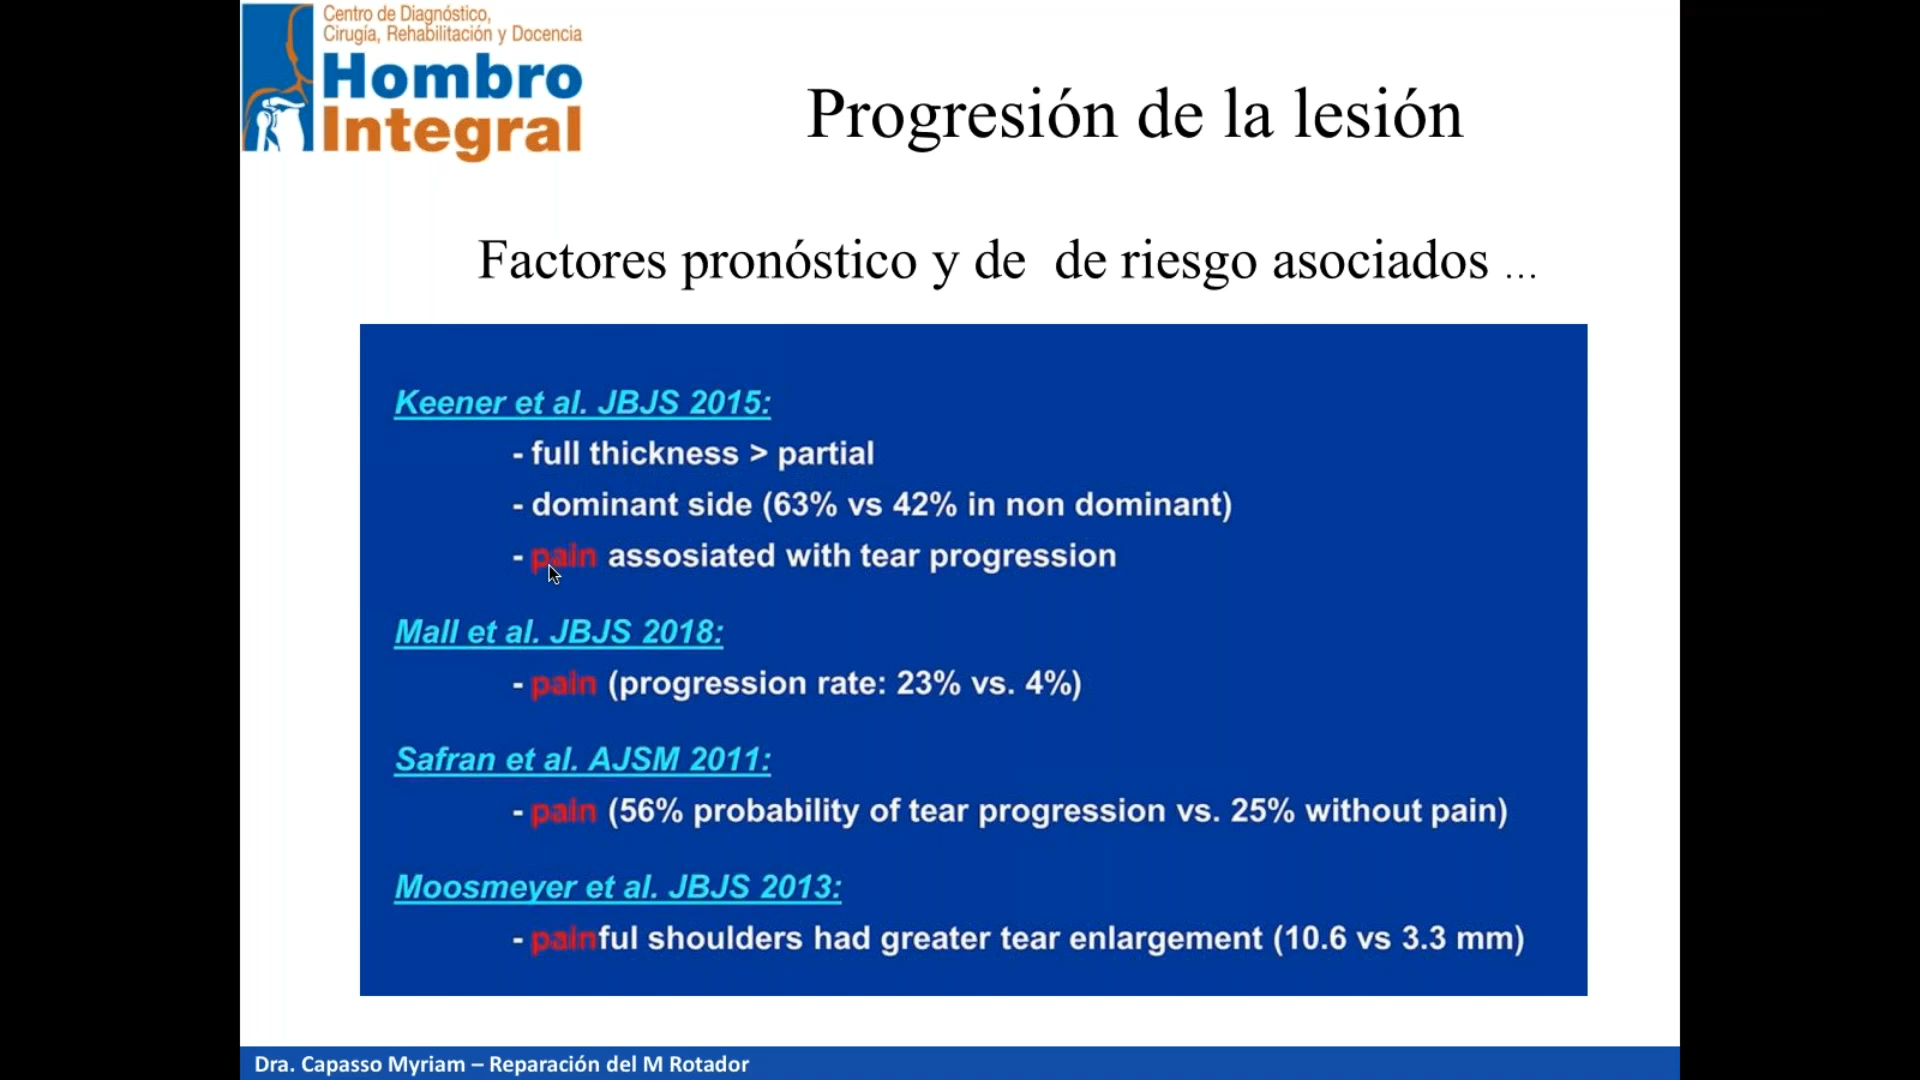 Centro de Diagnóstico,
Cirugía, Rehabilitación y Docencia
Hombro
Integral
Progresión de la lesión
Factores pronóstico y de de riesgo asociados ...
Keener et al. JBJS 2015:
- full thickness > partial
- dominant side (63% vs 42% in non dominant)
- pain assosiated with tear progression
Mall et al. JBJS 2018:
- pain (progression rate: 23% vs. 4%)
Safran et al. AJSM 2011:
- pain (56% probability of tear progression vs. 25% without pain)
Moosmeyer et al. JBJS 2013:
- painful shoulders had greater tear enlargement (10.6 vs 3.3 mm)
Dra. Capasso Myriam – Reparación del M Rotador